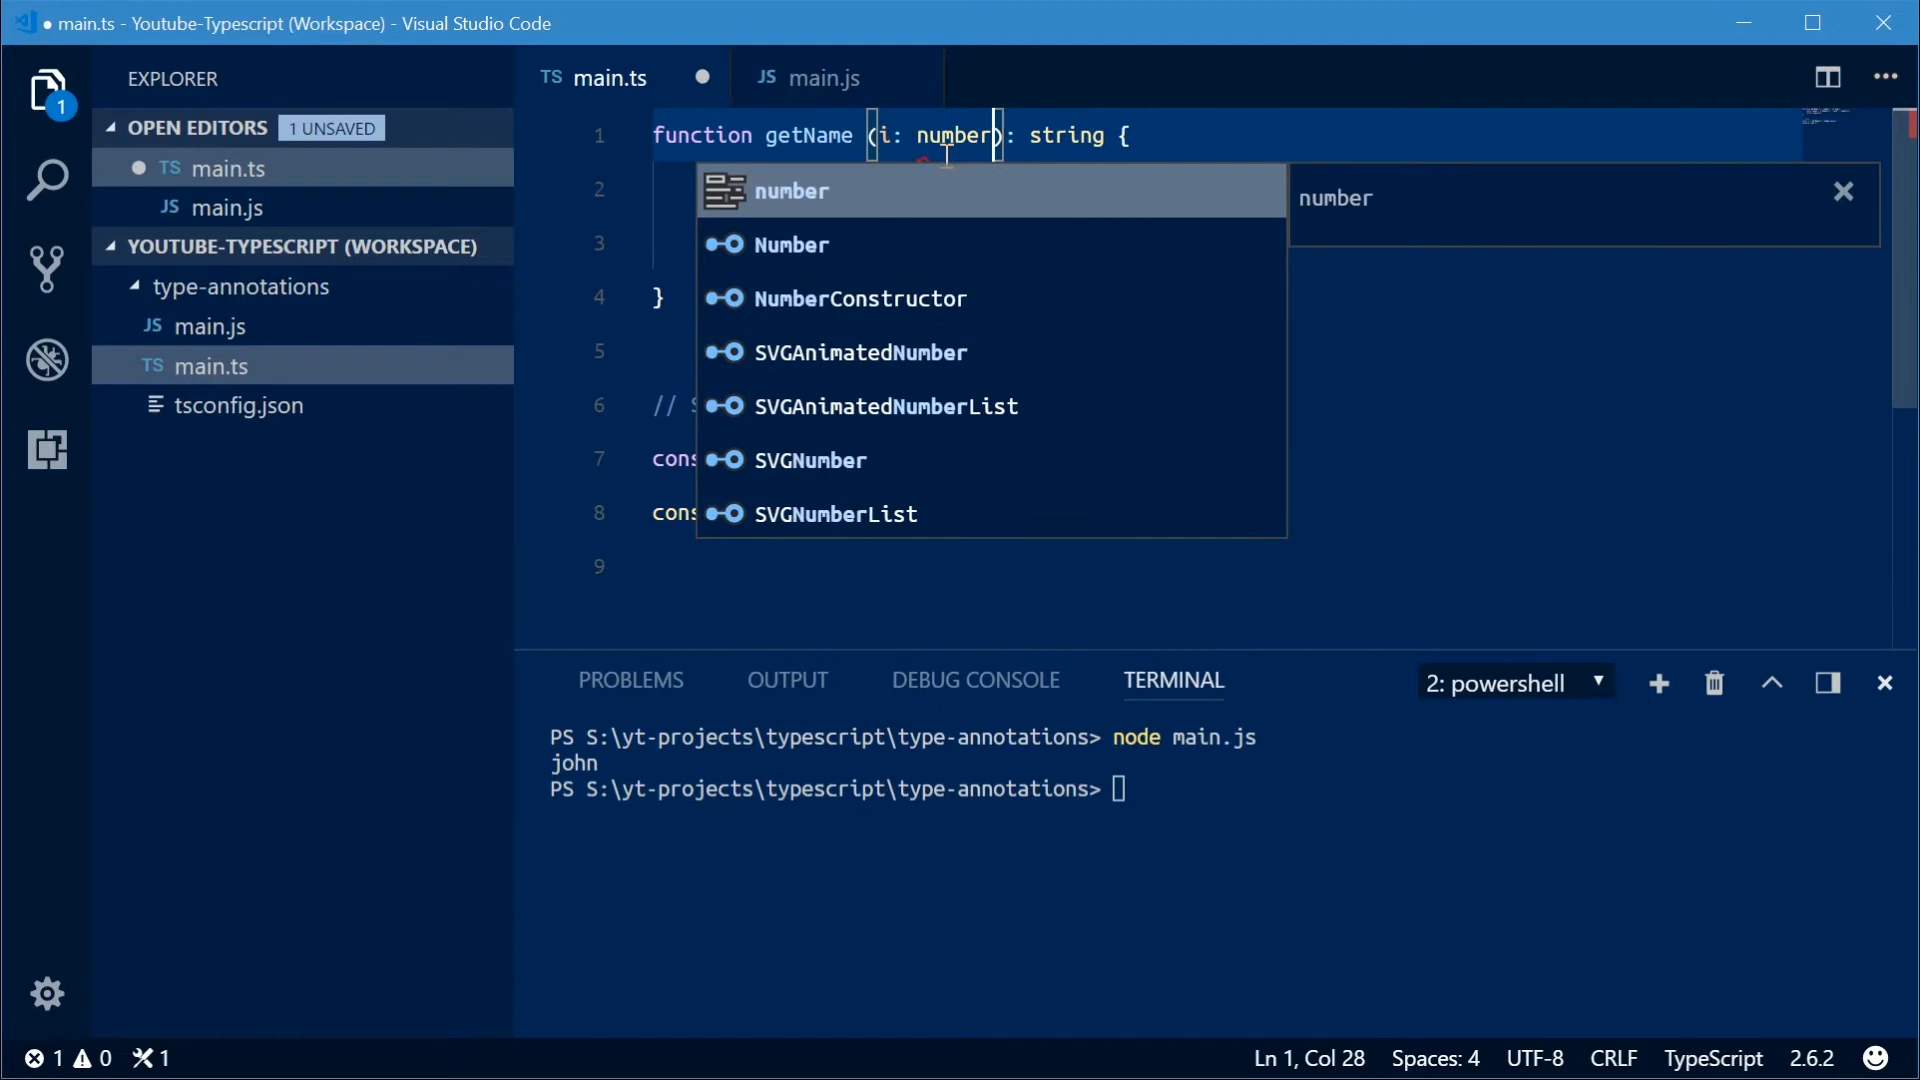 ● main.ts - Youtube-Typescript (Workspace) - Visual Studio Code
1
EXPLORER
OPEN EDITORS 1 UNSAVED
TS main.ts
JS main.js
YOUTUBE-TYPESCRIPT (WORKSPACE)
type-annotations
JS main.js
TS main.ts
tsconfig.json
TS main.ts
JS main.js
1 function getName (i: number): string {
2
3
4 }
5
6 //
7 cons
8 cons
9
number
Number
NumberConstructor
SVGAnimatedNumber
SVGAnimatedNumberList
SVGNumber
SVGNumberList
number
PROBLEMS OUTPUT DEBUG CONSOLE TERMINAL 2: powershell
PS S:\yt-projects\typescript\type-annotations> node main.js
john
PS S:\yt-projects\typescript\type-annotations>
1 0 1 Ln 1, Col 28 Spaces: 4 UTF-8 CRLF TypeScript 2.6.2